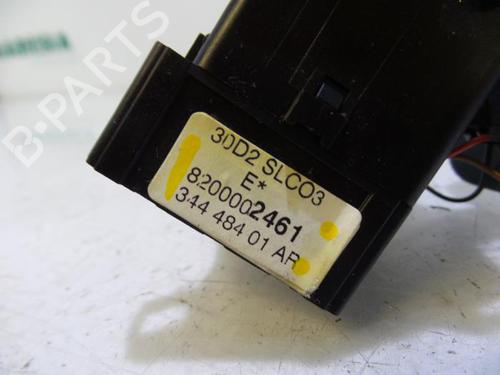 30D2 SLC03
E*
8200002461
344 484 01 AR
B-PARTS